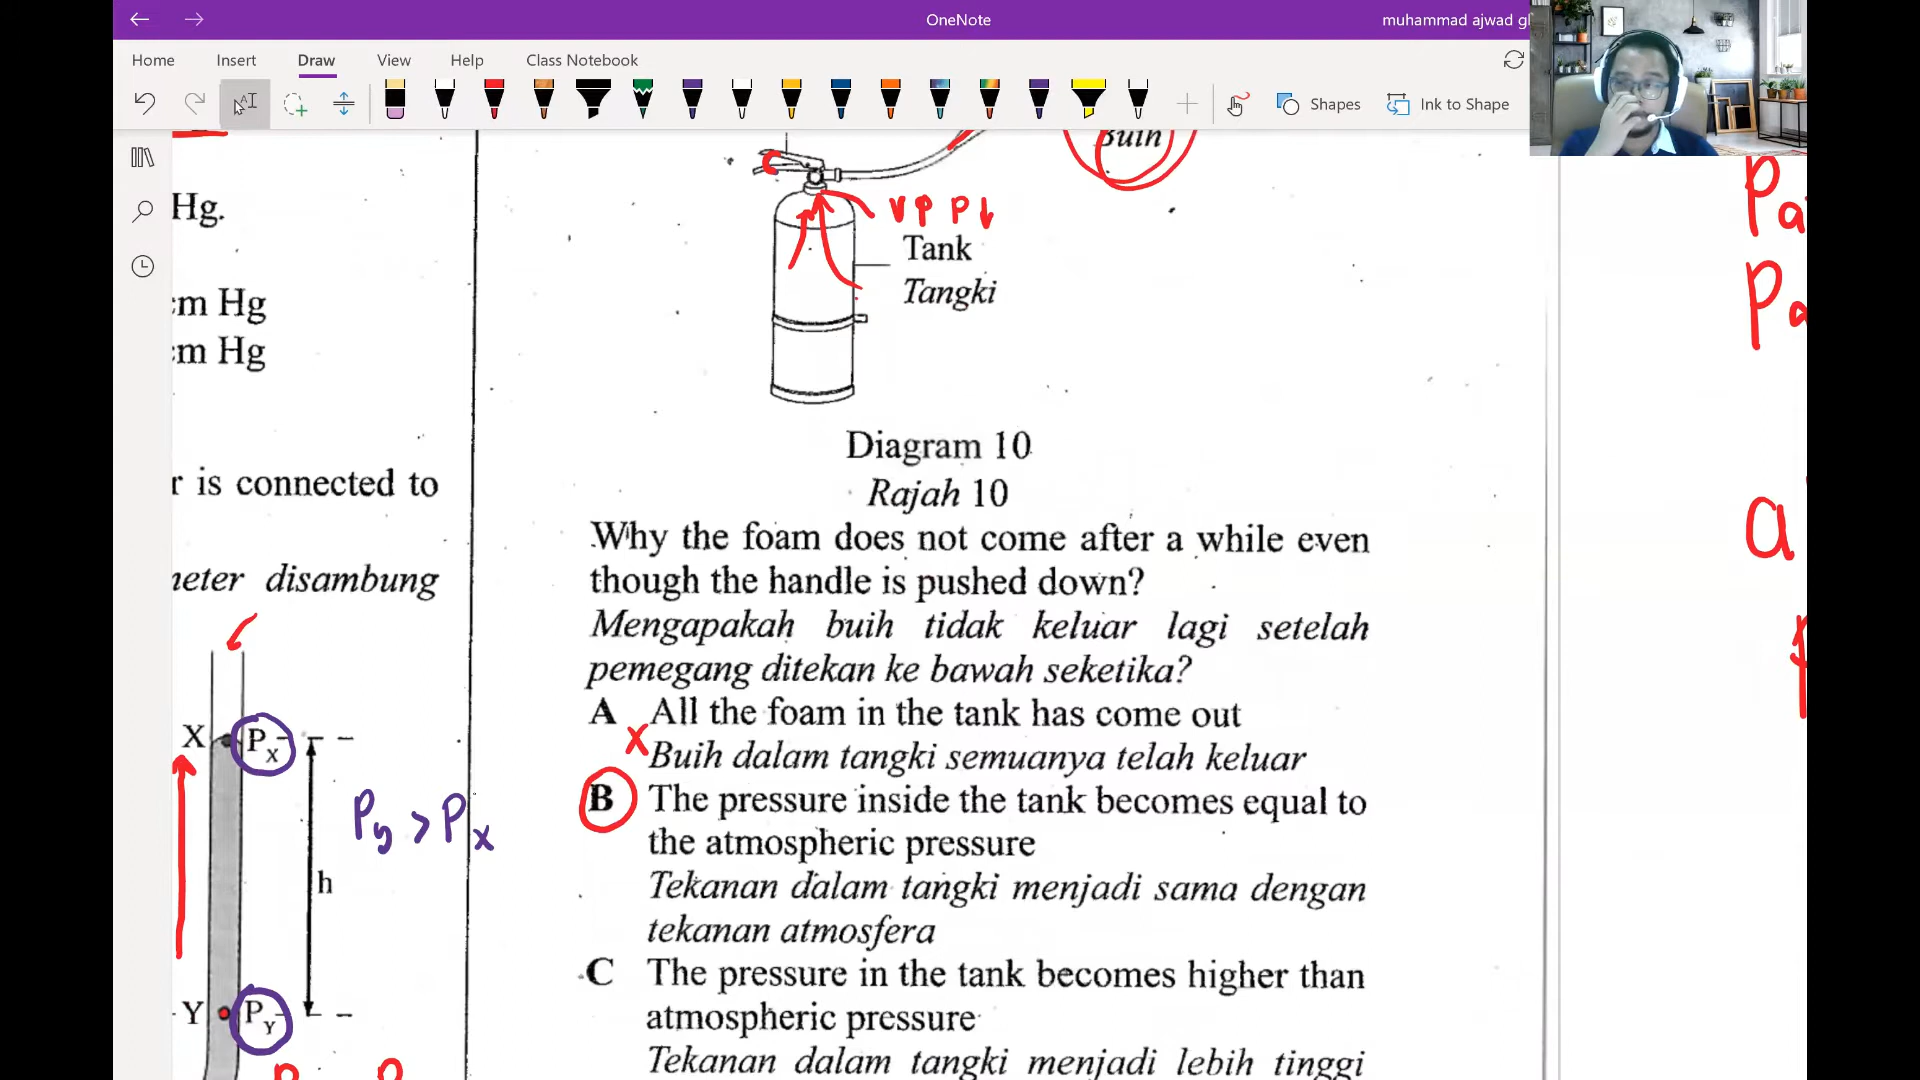 OneNote
muhammad ajwad gh
Home Insert Draw View Help Class Notebook
Shapes Ink to Shape
Hg.
cm Hg
cm Hg
r is connected to
neter disambung
X Px
Py > Px
h
Y PY
Buih
V P P
Tank
Tangki
Diagram 10
Rajah 10
Why the foam does not come after a while even
though the handle is pushed down?
Mengapakah buih tidak keluar lagi setelah
pemegang ditekan ke bawah seketika?
A All the foam in the tank has come out
x Buih dalam tangki semuanya telah keluar
B The pressure inside the tank becomes equal to
the atmospheric pressure
Tekanan dalam tangki menjadi sama dengan
tekanan atmosfera
C The pressure in the tank becomes higher than
atmospheric pressure
Tekanan dalam tangki menjadi lebih tinggi
Pa
Pa
a